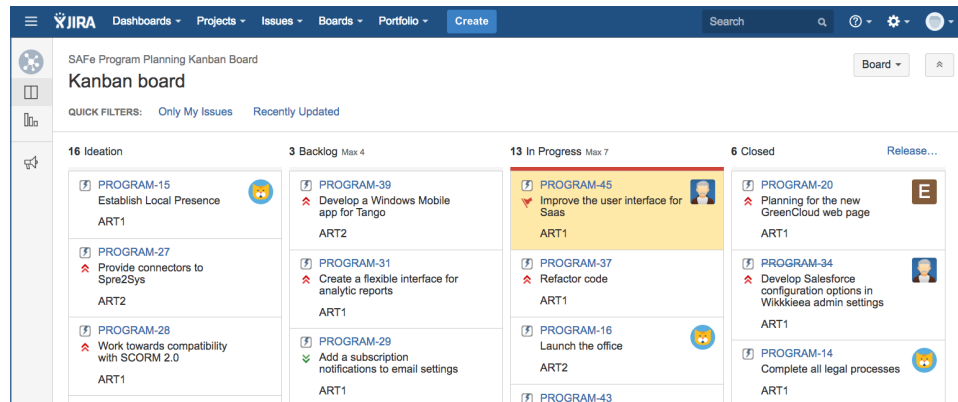 JIRA Dashboards Projects Issues Boards Portfolio Create Search
SAFe Program Planning Kanban Board
Kanban board
Board
QUICK FILTERS: Only My Issues Recently Updated
16 Ideation
PROGRAM-15
Establish Local Presence
ART1
PROGRAM-27
Provide connectors to
Spre2Sys
ART2
PROGRAM-28
Work towards compatibility
with SCORM 2.0
ART1
3 Backlog Max 4
PROGRAM-39
Develop a Windows Mobile
app for Tango
ART2
PROGRAM-31
Create a flexible interface for
analytic reports
ART1
PROGRAM-29
Add a subscription
notifications to email settings
ART1
13 In Progress Max 7
PROGRAM-45
Improve the user interface for
Saas
ART1
PROGRAM-37
Refactor code
ART1
PROGRAM-16
Launch the office
ART2
PROGRAM-43
6 Closed Release…
PROGRAM-20
E
Planning for the new
GreenCloud web page
ART1
PROGRAM-34
Develop Salesforce
configuration options in
Wikkkieea admin settings
ART1
PROGRAM-14
Complete all legal processes
ART1